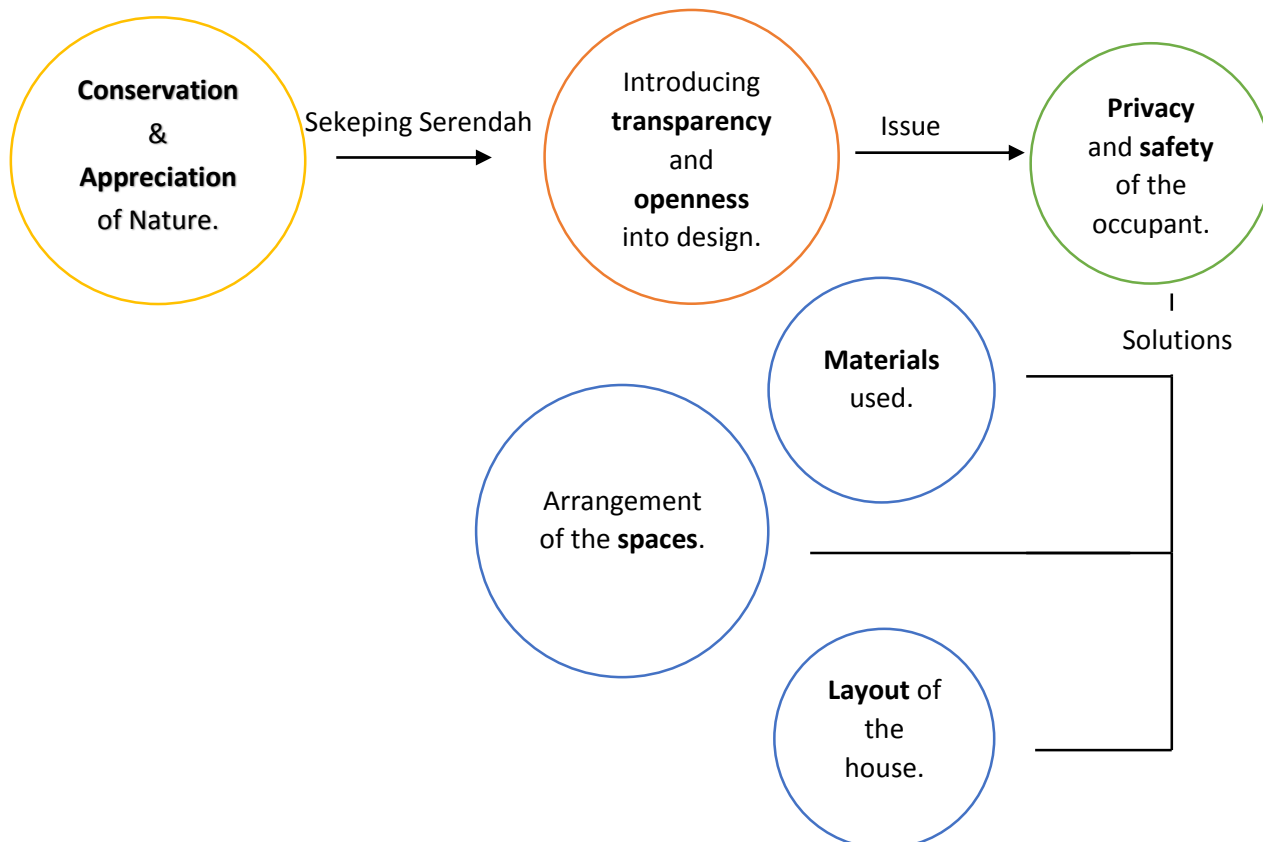 Conservation
&
Appreciation
of Nature.
Sekeping Serendah
Introducing
transparency
and
openness
into design.
Issue
Privacy
and safety
of the
occupant.
Solutions
Materials
used.
Arrangement
of the spaces.
Layout of
the
house.